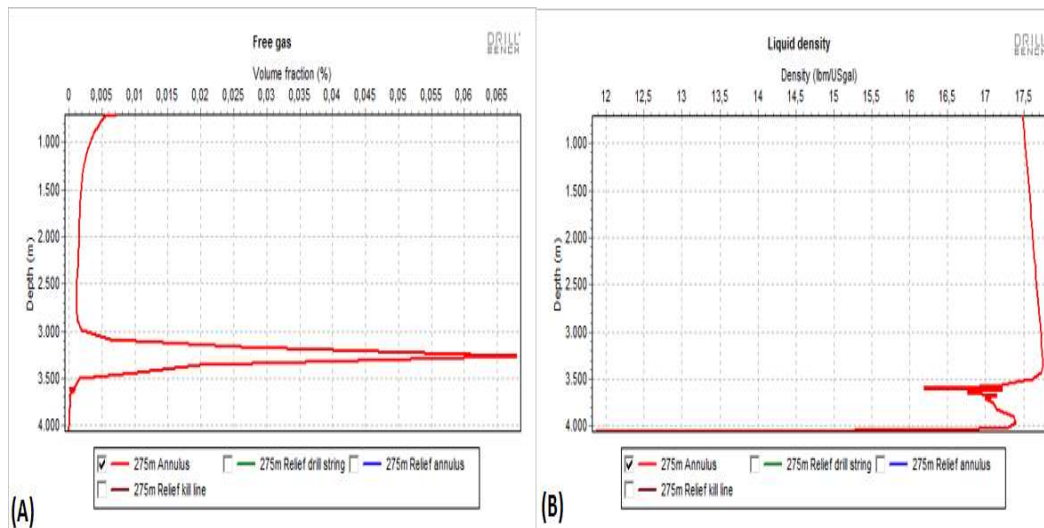 Free gas
DRILL
BENCH
Volume fraction (%)
0 0,005 0,01 0,015 0,02 0,025 0,03 0,035 0,04 0,045 0,05 0,055 0,06 0,065
Depth (m)
1.000
1.500
2.000
2.500
3.000
3.500
4.000
275m Annulus 275m Relief drill string 275m Relief annulus
275m Relief kill line
(A)
Liquid density
DRILL
BENCH
Density (lbm/USgal)
12 12,5 13 13,5 14 14,5 15 15,5 16 16,5 17 17,5
Depth (m)
1.000
1.500
2.000
2.500
3.000
3.500
4.000
275m Annulus 275m Relief drill string 275m Relief annulus
275m Relief kill line
(B)